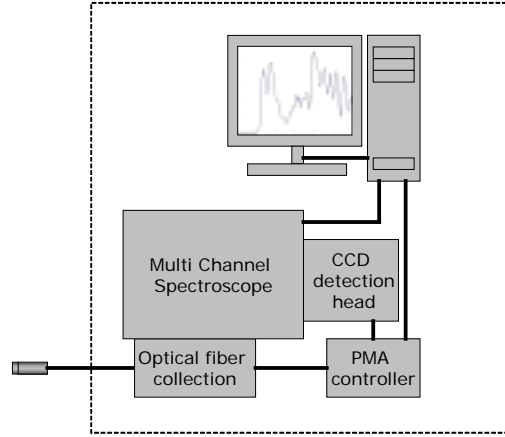 Multi Channel
Spectroscope
CCD
detection
head
Optical fiber
collection
PMA
controller